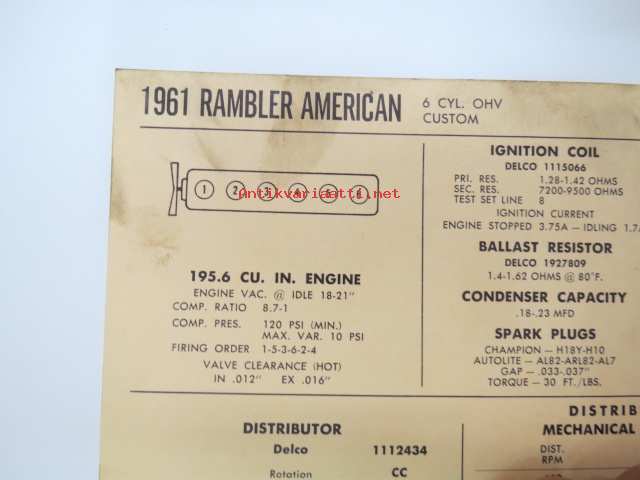 1961 RAMBLER AMERICAN 6 CYL. OHV
CUSTOM
1 2 3 4 5 6
Antikvariaatti.net
195.6 CU. IN. ENGINE
ENGINE VAC. @ IDLE 18-21"
COMP. RATIO 8.7-1
COMP. PRES. 120 PSI (MIN.)
MAX. VAR. 10 PSI
FIRING ORDER 1-5-3-6-2-4
VALVE CLEARANCE (HOT)
IN .012" EX .016"
IGNITION COIL
DELCO 1115066
PRI. RES. 1.28-1.42 OHMS
SEC. RES. 7200-9500 OHMS
TEST SET LINE 8
IGNITION CURRENT
ENGINE STOPPED 3.75A — IDLING
BALLAST RESISTOR
DELCO 1927809
1.4-1.62 OHMS @ 80°F.
CONDENSER CAPACITY
.18-.23 MFD
SPARK PLUGS
CHAMPION — H18Y-H10
AUTOLITE — AL82-ARL82-AL7
GAP — .033-.037"
TORQUE — 30 FT./LBS.
DISTRIBUTOR
Delco 1112434
Rotation CC
DISTRIB
MECHANICAL
DIST.
RPM